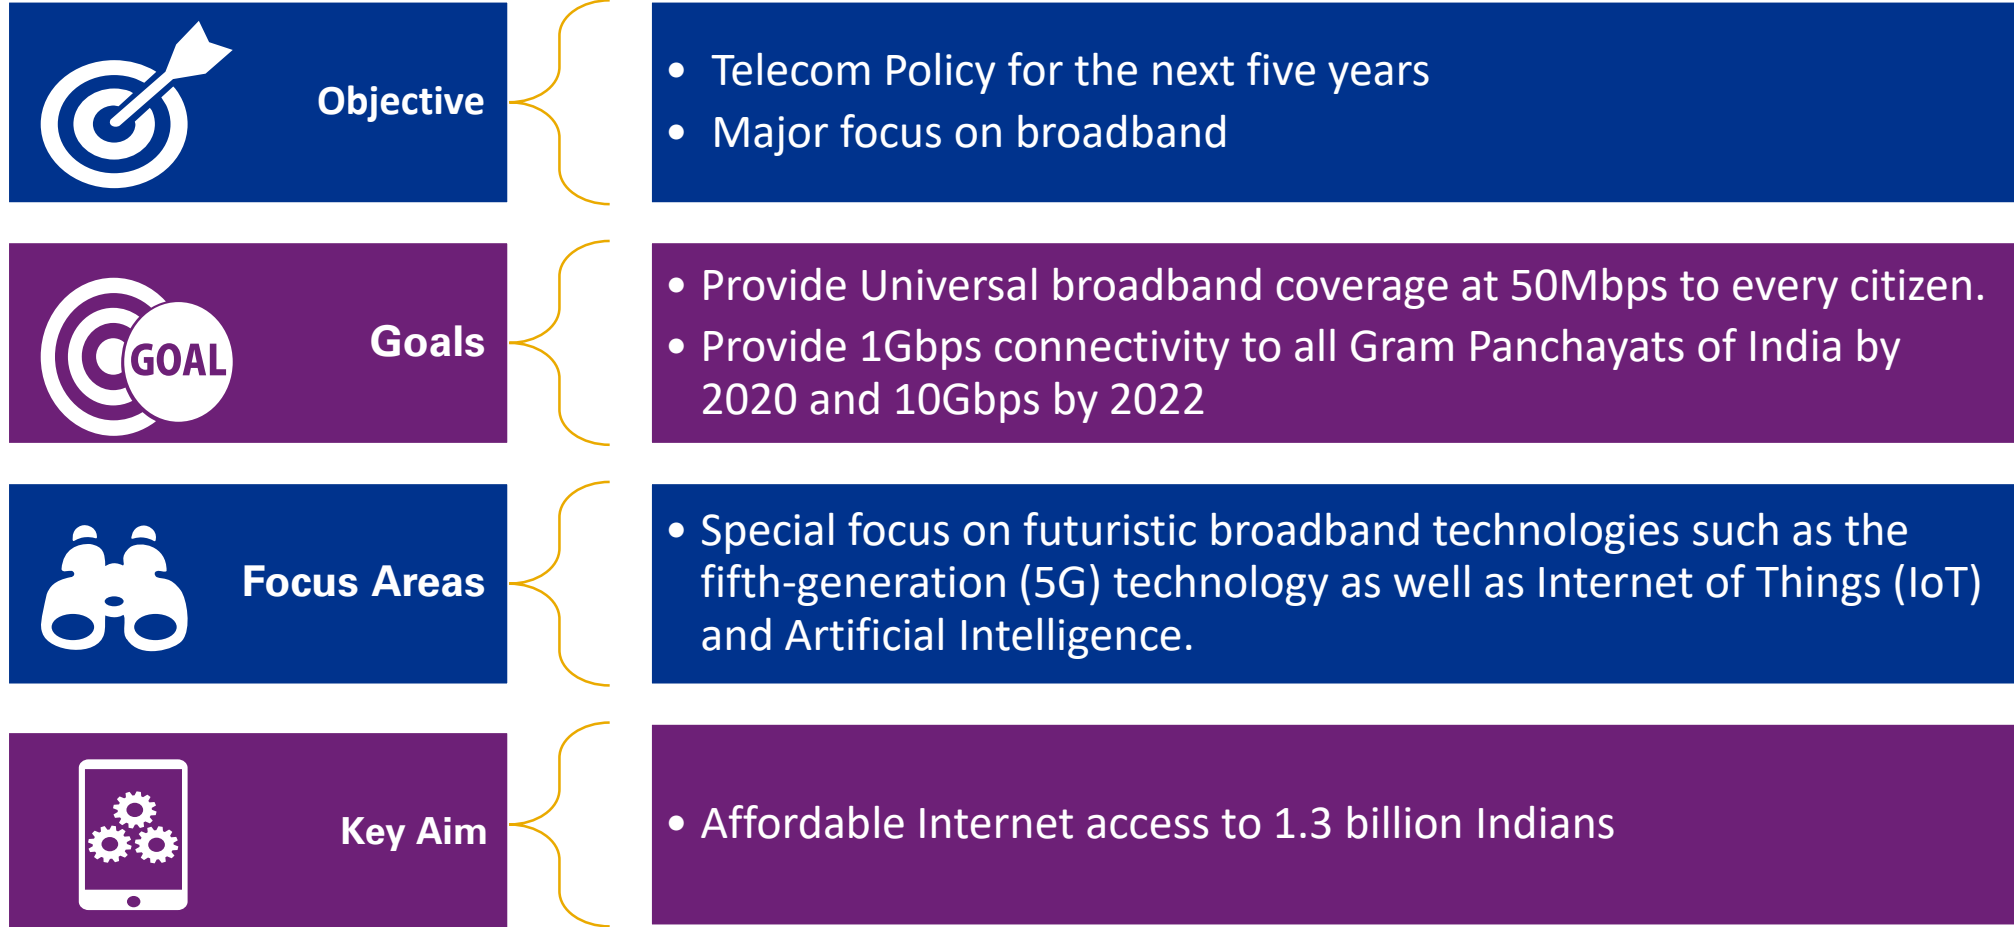 Objective
• Telecom Policy for the next five years
• Major focus on broadband
GOAL
Goals
• Provide Universal broadband coverage at 50Mbps to every citizen.
• Provide 1Gbps connectivity to all Gram Panchayats of India by
2020 and 10Gbps by 2022
Focus Areas
• Special focus on futuristic broadband technologies such as the
fifth-generation (5G) technology as well as Internet of Things (IoT)
and Artificial Intelligence.
Key Aim
• Affordable Internet access to 1.3 billion Indians